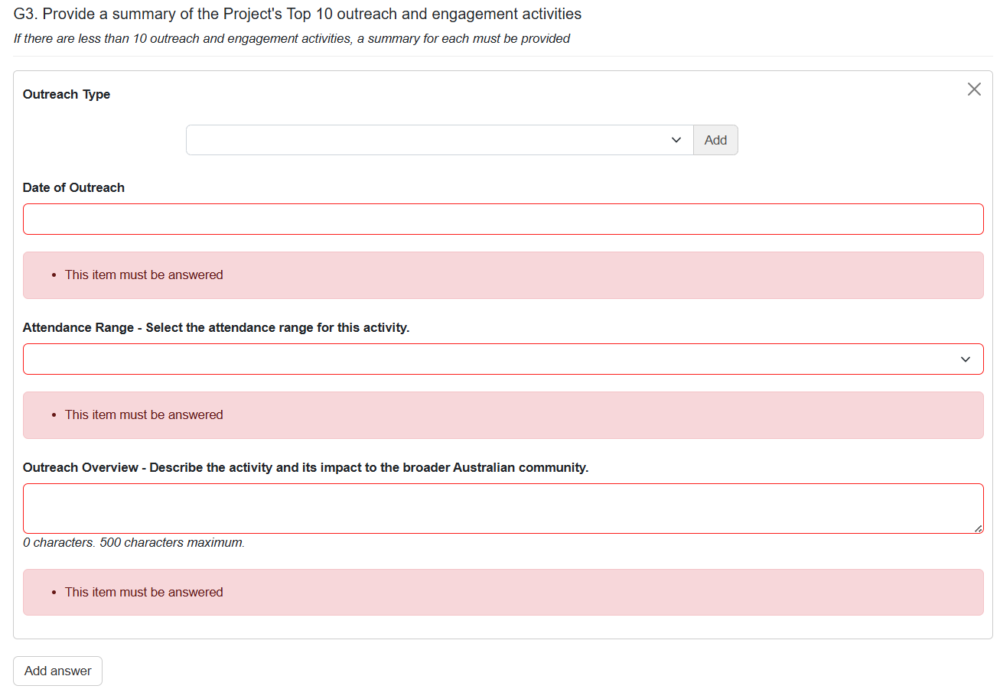 G3. Provide a summary of the Project's Top 10 outreach and engagement activities
If there are less than 10 outreach and engagement activities, a summary for each must be provided
Outreach Type
Add
Date of Outreach
• This item must be answered
Attendance Range - Select the attendance range for this activity.
• This item must be answered
Outreach Overview - Describe the activity and its impact to the broader Australian community.
0 characters. 500 characters maximum.
• This item must be answered
Add answer